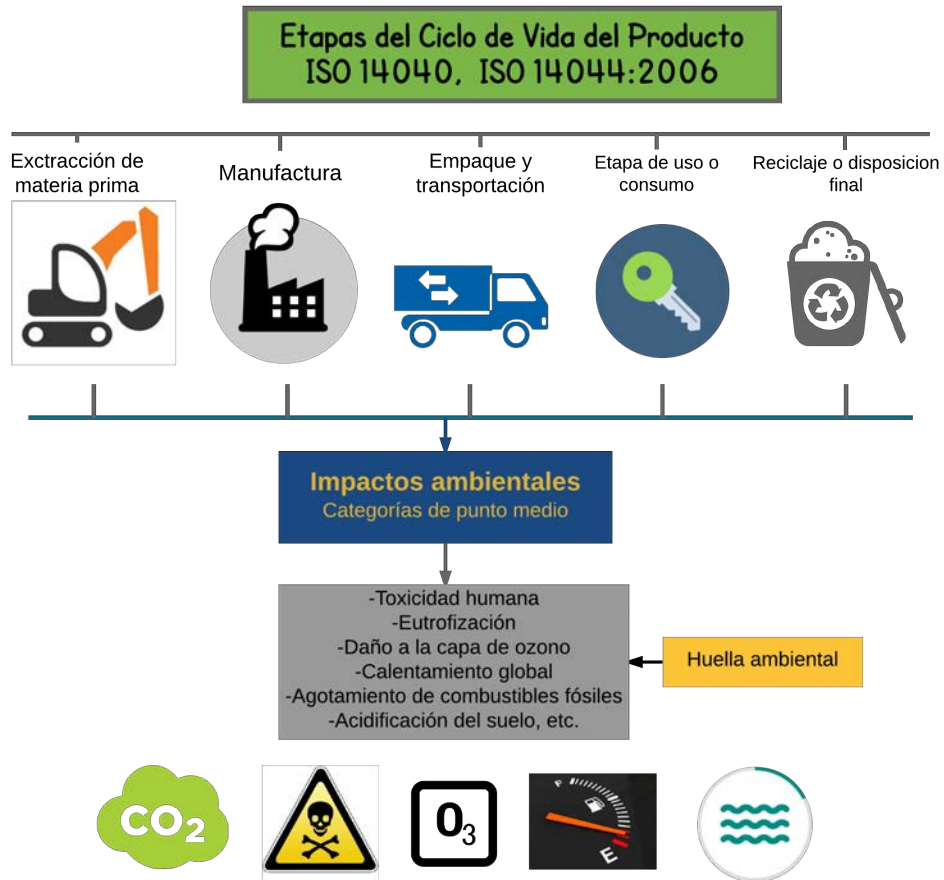 Etapas del Ciclo de Vida del Producto
ISO 14040, ISO 14044:2006
Exctracción de
materia prima
Manufactura
Empaque y
transportación
Etapa de uso o
consumo
Reciclaje o disposicion
final
Impactos ambientales
Categorías de punto medio
-Toxicidad humana
-Eutrofización
-Daño a la capa de ozono
-Calentamiento global
-Agotamiento de combustibles fósiles
-Acidificación del suelo, etc.
Huella ambiental
CO2
O3
F
E